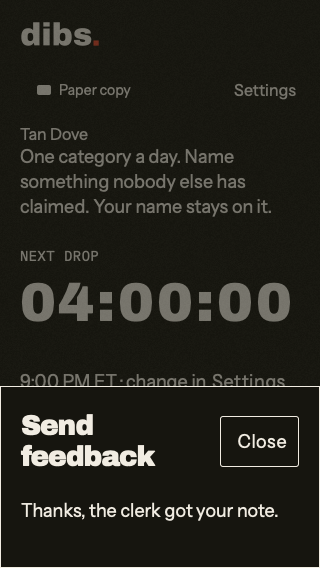 dibs.
Paper copy
Settings
Tan Dove
One category a day. Name
something nobody else has
claimed. Your name stays on it.
NEXT DROP
04:00:00
9:00 PM ET · change in Settings
Send
feedback
Close
Thanks, the clerk got your note.